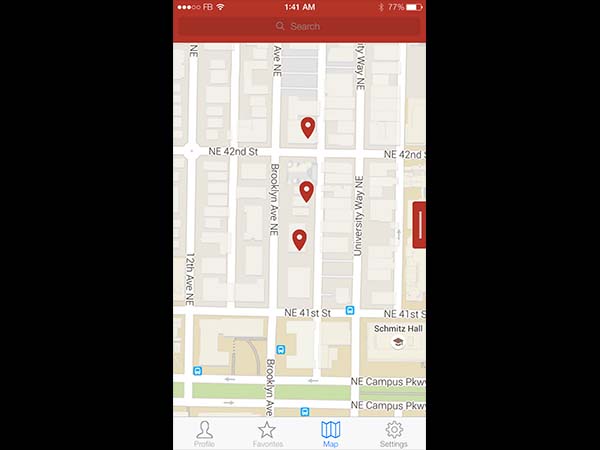 FB 1:41 AM 77%
Search
Ave NE
ity Way NE
NE 42nd St
NE 42nd
Brooklyn Ave NE
University Way NE
12th Ave NE
NE 41st St
NE 41st
Schmitz Hall
Brooklyn Ave
NE Campus Pkw
NE Campus Pkw
Profile Favorites Map Settings